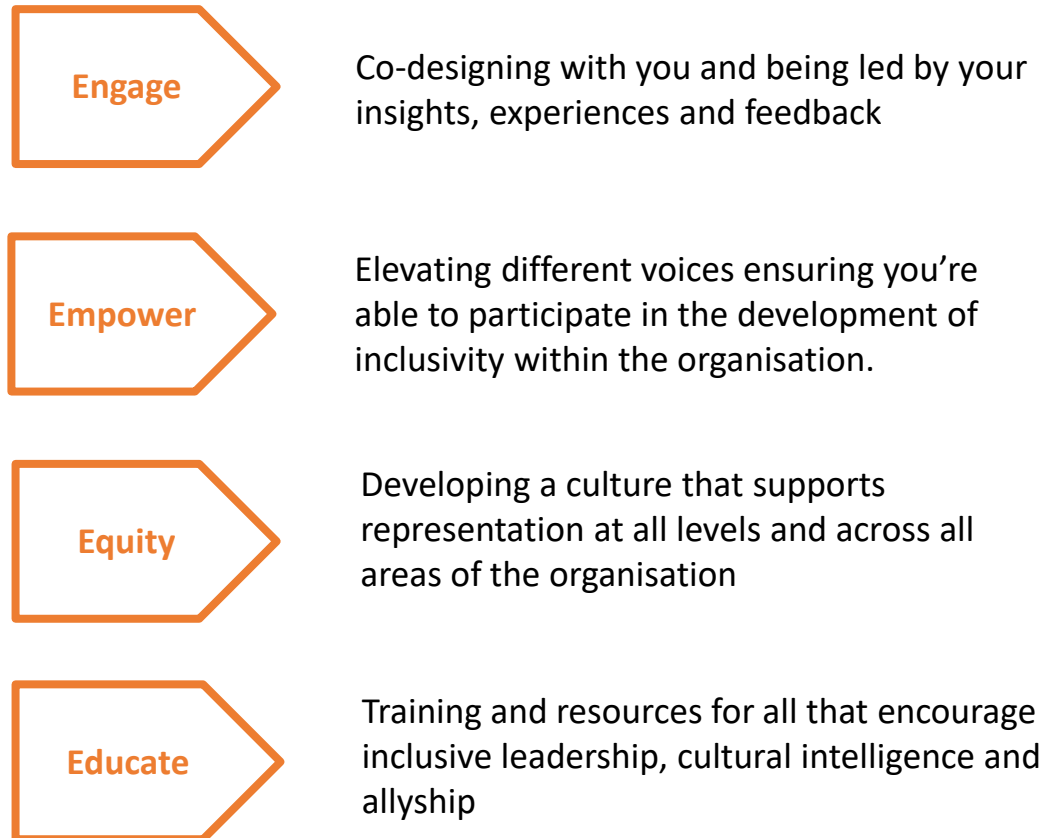 Engage
Co-designing with you and being led by your
insights, experiences and feedback
Empower
Elevating different voices ensuring you’re
able to participate in the development of
inclusivity within the organisation.
Equity
Developing a culture that supports
representation at all levels and across all
areas of the organisation
Educate
Training and resources for all that encourage
inclusive leadership, cultural intelligence and
allyship